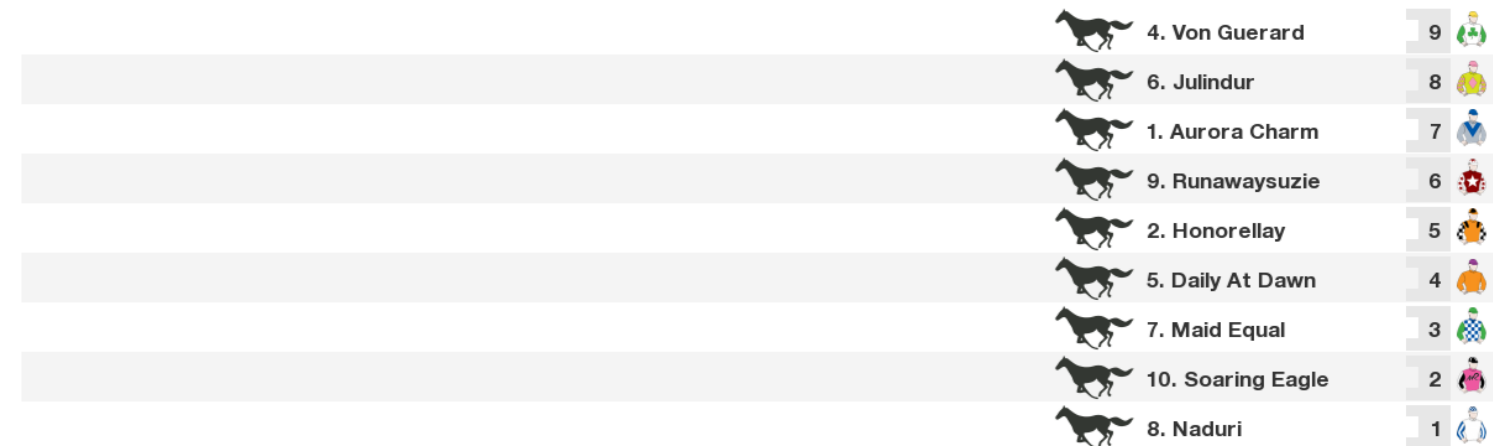 4. Von Guerard 9
6. Julindur 8
1. Aurora Charm 7
9. Runawaysuzie 6
2. Honorellay 5
5. Daily At Dawn 4
7. Maid Equal 3
10. Soaring Eagle 2
8. Naduri 1